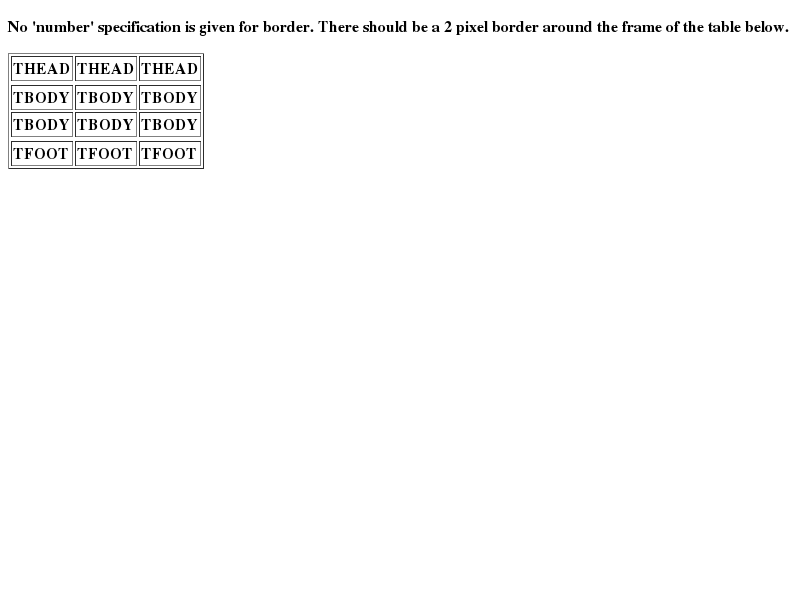 No 'number' specification is given for border. There should be a 2 pixel border around the frame of the table below.
THEAD THEAD THEAD
TBODY TBODY TBODY
TBODY TBODY TBODY
TFOOT TFOOT TFOOT